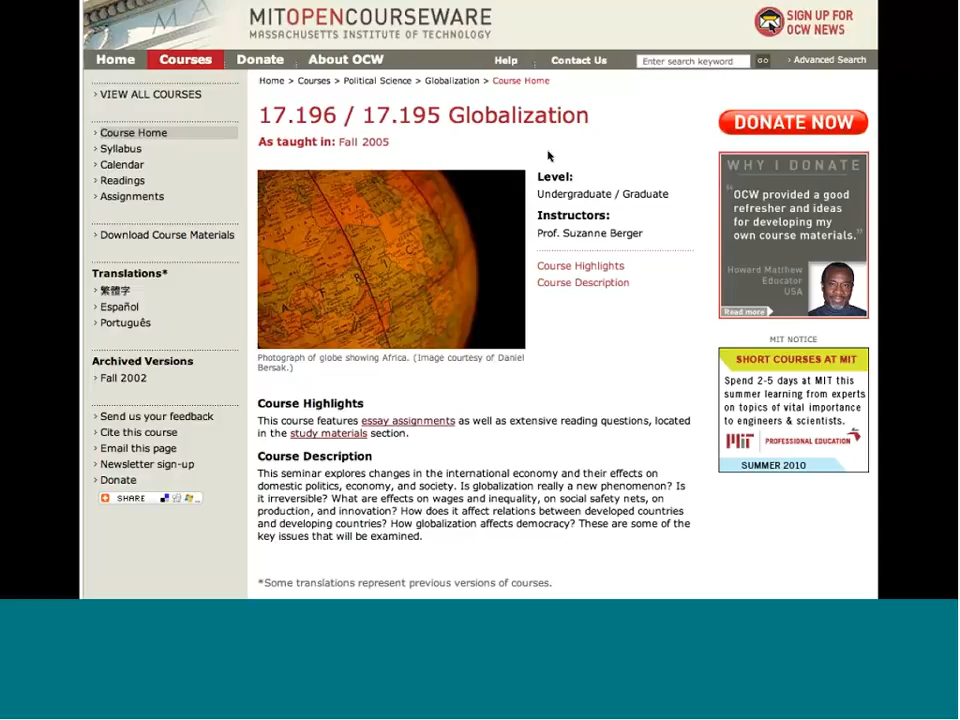 MITOPENCOURSEWARE
MASSACHUSETTS INSTITUTE OF TECHNOLOGY
SIGN UP FOR
OCW NEWS
Home
Courses
Donate
About OCW
Help
Contact Us
Enter search keyword
GO
› Advanced Search
› VIEW ALL COURSES
› Course Home
› Syllabus
› Calendar
› Readings
› Assignments
› Download Course Materials
Translations*
› 繁體字
› Español
› Português
Archived Versions
› Fall 2002
› Send us your feedback
› Cite this course
› Email this page
› Newsletter sign-up
› Donate
SHARE
Home > Courses > Political Science > Globalization > Course Home
17.196 / 17.195 Globalization
As taught in: Fall 2005
Level:
Undergraduate / Graduate
Instructors:
Prof. Suzanne Berger
Course Highlights
Course Description
Photograph of globe showing Africa. (Image courtesy of Daniel
Bersak.)
Course Highlights
This course features essay assignments as well as extensive reading questions, located
in the study materials section.
Course Description
This seminar explores changes in the international economy and their effects on
domestic politics, economy, and society. Is globalization really a new phenomenon? Is
it irreversible? What are effects on wages and inequality, on social safety nets, on
production, and innovation? How does it affect relations between developed countries
and developing countries? How globalization affects democracy? These are some of the
key issues that will be examined.
*Some translations represent previous versions of courses.
DONATE NOW
WHY I DONATE
"OCW provided a good
refresher and ideas
for developing my
own course materials."
Howard Matthew
Educator
USA
Read more
MIT NOTICE
SHORT COURSES AT MIT
Spend 2-5 days at MIT this
summer learning from experts
on topics of vital importance
to engineers & scientists.
MIT PROFESSIONAL EDUCATION
SUMMER 2010